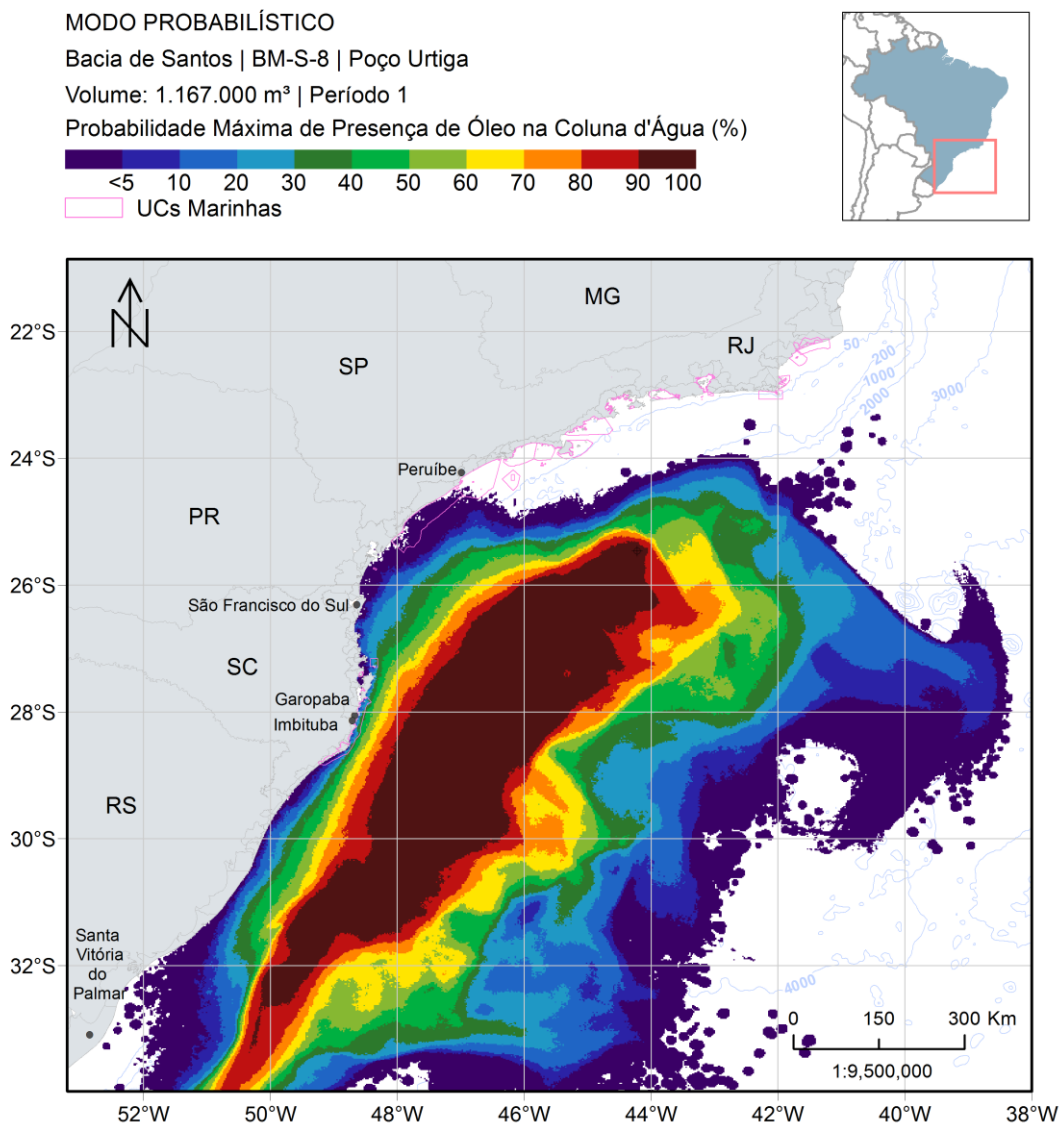 MODO PROBABILÍSTICO
Bacia de Santos | BM-S-8 | Poço Urtiga
Volume: 1.167.000 m³ | Período 1
Probabilidade Máxima de Presença de Óleo na Coluna d'Água (%)
<5 10 20 30 40 50 60 70 80 90 100
UCs Marinhas
N
MG
RJ
SP
PR
SC
RS
50
200
1000
2000
3000
4000
Peruíbe
São Francisco do Sul
Garopaba
Imbituba
Santa
Vitória
do
Palmar
22°S
24°S
26°S
28°S
30°S
32°S
0 150 300 Km
1:9,500,000
52°W 50°W 48°W 46°W 44°W 42°W 40°W 38°W